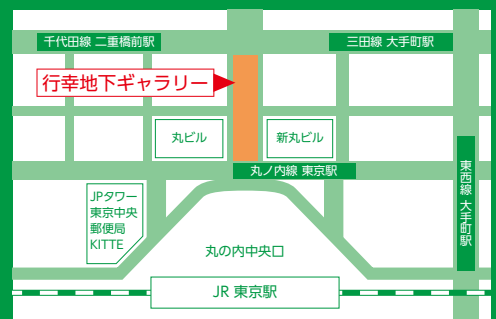 千代田線 二重橋前駅
三田線 大手町駅
行幸地下ギャラリー
丸ビル
新丸ビル
丸ノ内線 東京駅
東西線 大手町駅
JPタワー
東京中央
郵便局
KITTE
丸の内中央口
JR 東京駅